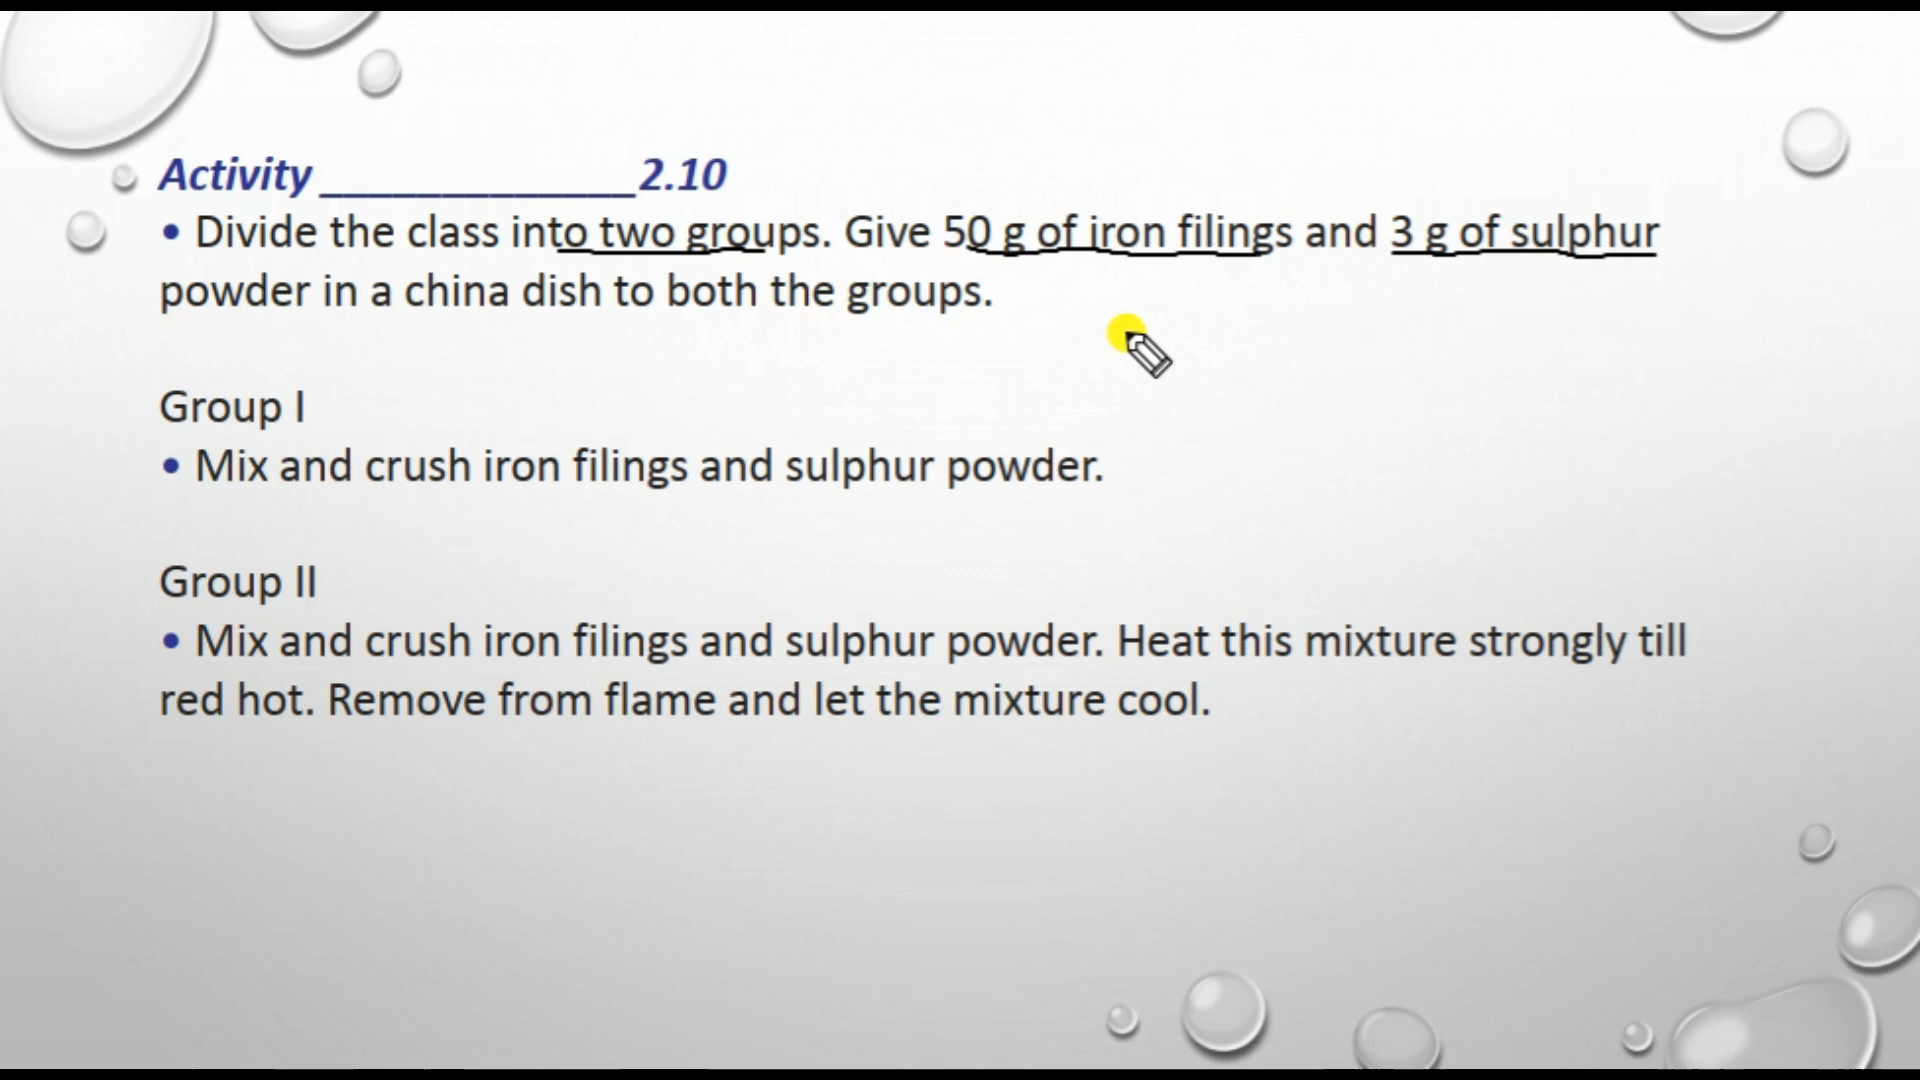 Activity _____________2.10
• Divide the class into two groups. Give 50 g of iron filings and 3 g of sulphur
powder in a china dish to both the groups.
Group I
• Mix and crush iron filings and sulphur powder.
Group II
• Mix and crush iron filings and sulphur powder. Heat this mixture strongly till
red hot. Remove from flame and let the mixture cool.